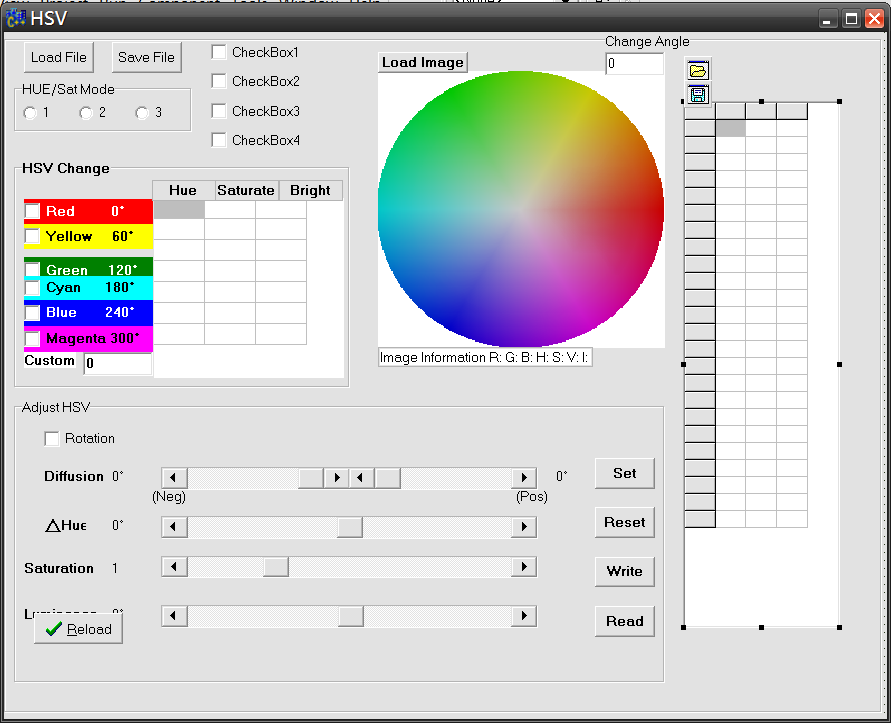 HSV
Load File
Save File
HUE/Sat Mode
1
2
3
CheckBox1
CheckBox2
CheckBox3
CheckBox4
Load Image
Change Angle
0
HSV Change
Hue Saturate Bright
Red 0°
Yellow 60°
Green 120°
Cyan 180°
Blue 240°
Magenta 300°
Custom 0
Image Information R: G: B: H: S: V: I:
Adjust HSV
Rotation
Diffusion 0°
0°
(Neg)
(Pos)
△Hue 0°
Saturation 1
Reload
Set
Reset
Write
Read